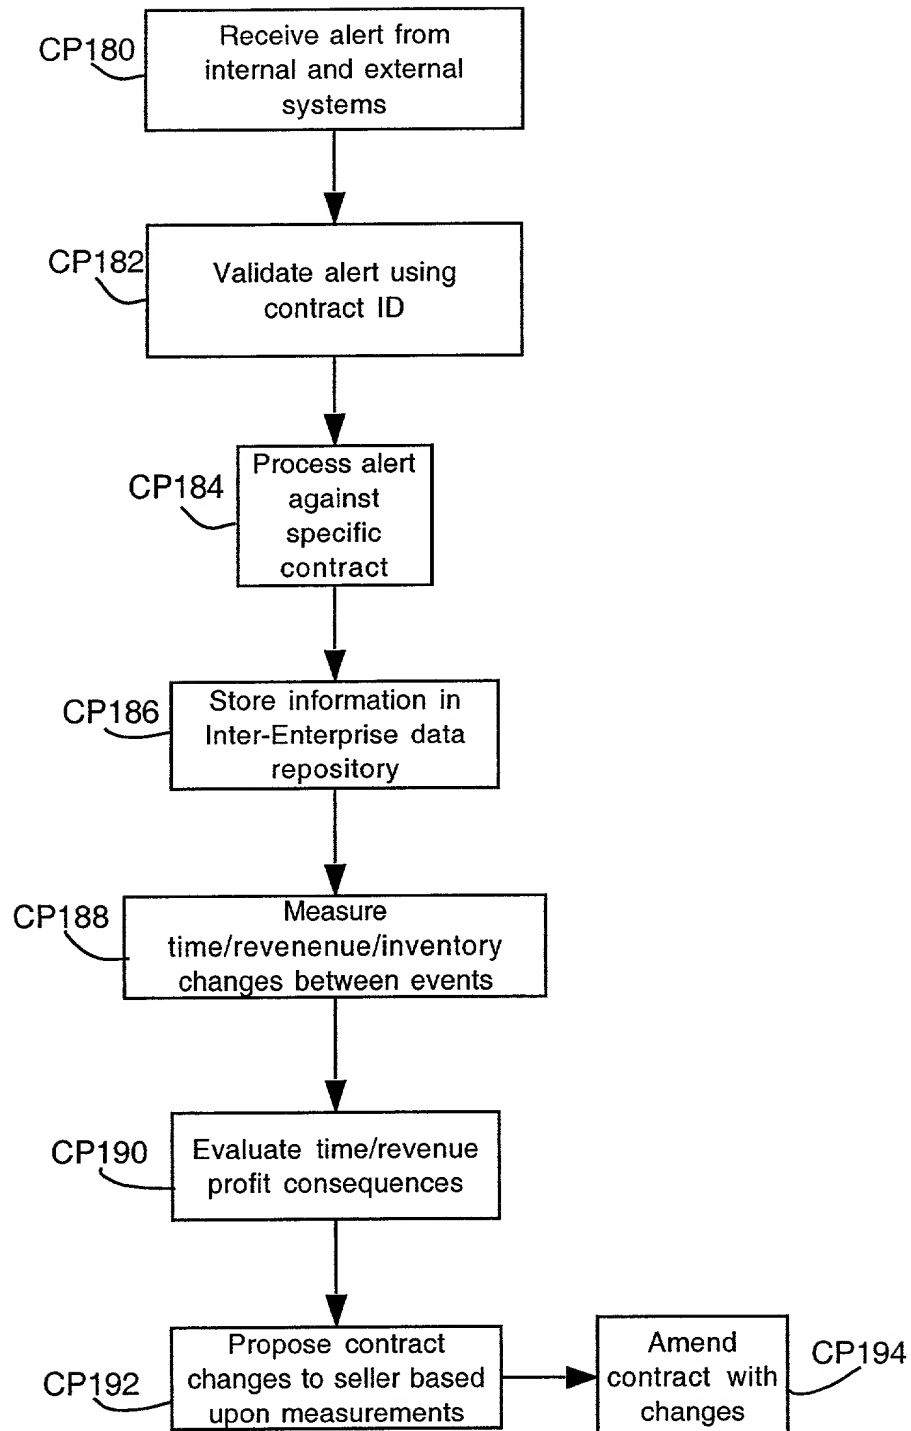 CP180
Receive alert from
internal and external
systems
CP182
Validate alert using
contract ID
CP184
Process alert
against
specific
contract
CP186
Store information in
Inter-Enterprise data
repository
CP188
Measure
time/revenenue/inventory
changes between events
CP190
Evaluate time/revenue
profit consequences
CP192
Propose contract
changes to seller based
upon measurements
Amend
contract with
changes
CP194